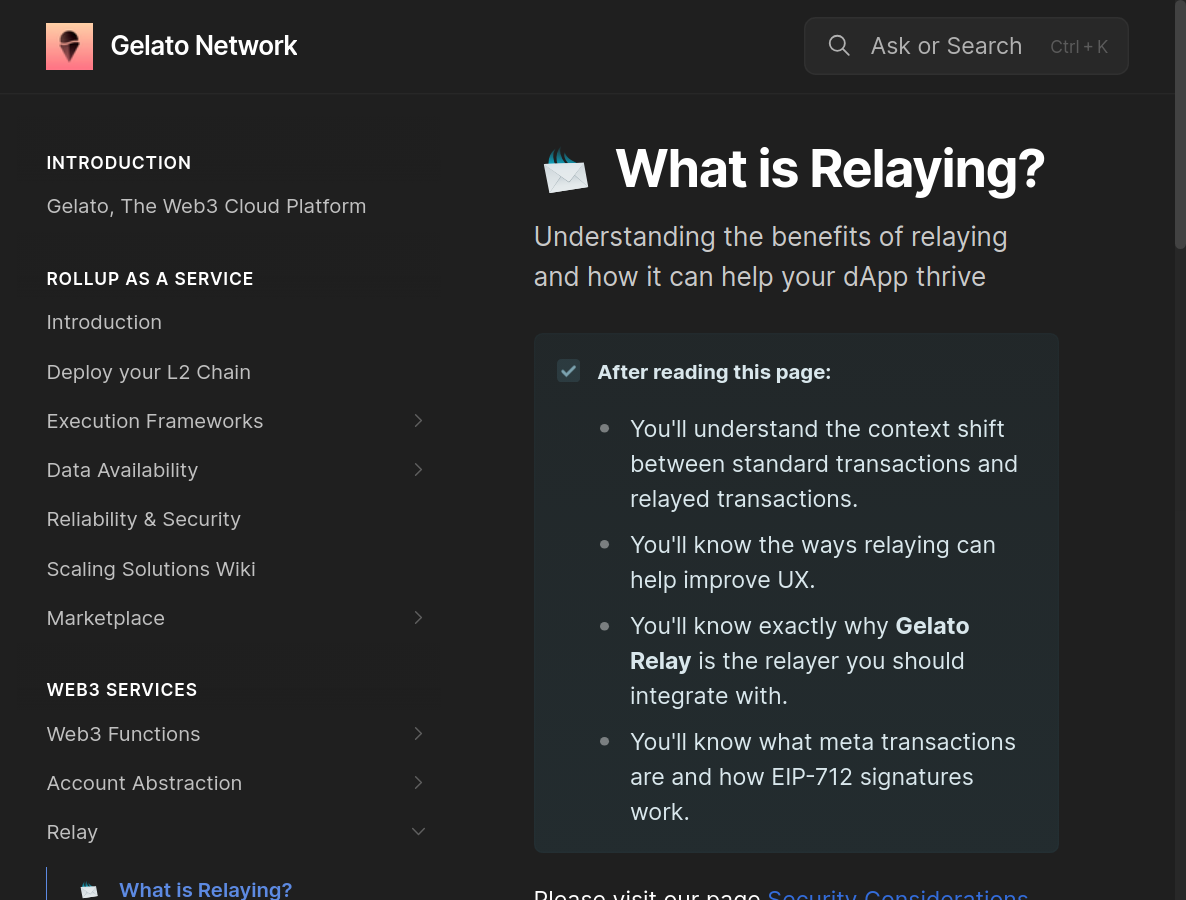 Gelato Network
Ask or Search Ctrl + K
INTRODUCTION
Gelato, The Web3 Cloud Platform
ROLLUP AS A SERVICE
Introduction
Deploy your L2 Chain
Execution Frameworks
Data Availability
Reliability & Security
Scaling Solutions Wiki
Marketplace
WEB3 SERVICES
Web3 Functions
Account Abstraction
Relay
What is Relaying?
What is Relaying?
Understanding the benefits of relaying
and how it can help your dApp thrive
After reading this page:
You'll understand the context shift
between standard transactions and
relayed transactions.
You'll know the ways relaying can
help improve UX.
You'll know exactly why Gelato
Relay is the relayer you should
integrate with.
You'll know what meta transactions
are and how EIP-712 signatures
work.
Please visit our page Security Considerations